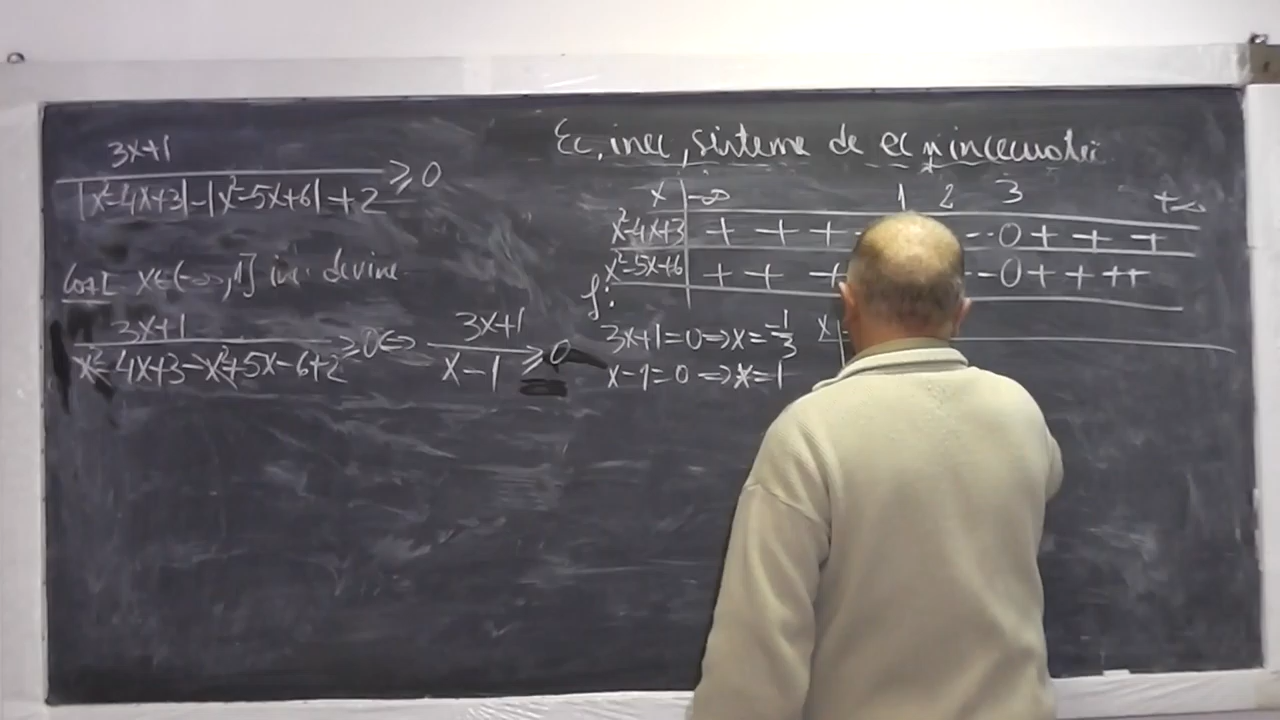 3x+1
|x²-4x+3|-|x²-5x+6|+2 ≥ 0
Caz I. x∈(-∞,1] in. devine
3x+1 / x²-4x+3-x²+5x-6+2 ≥0 ⇔ 3x+1 / x-1 ≥0
Ec, inec, sisteme de ec și inecuatii
x | -∞ 1 2 3 +∞
x²-4x+3 | + + + - - 0 + + +
x²-5x+6 | + + + - - 0 + + ++
f:
3x+1=0 ⇒ x=-1/3
x-1=0 ⇒ x=1
x